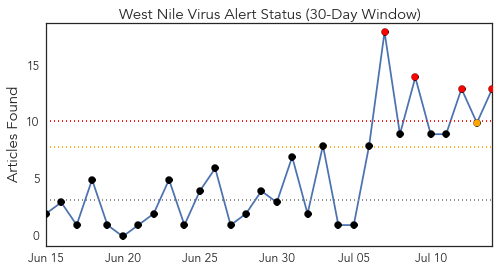 West Nile Virus Alert Status (30-Day Window)
Articles Found
15
10
5
0
Jun 15
Jun 20
Jun 25
Jun 30
Jul 05
Jul 10